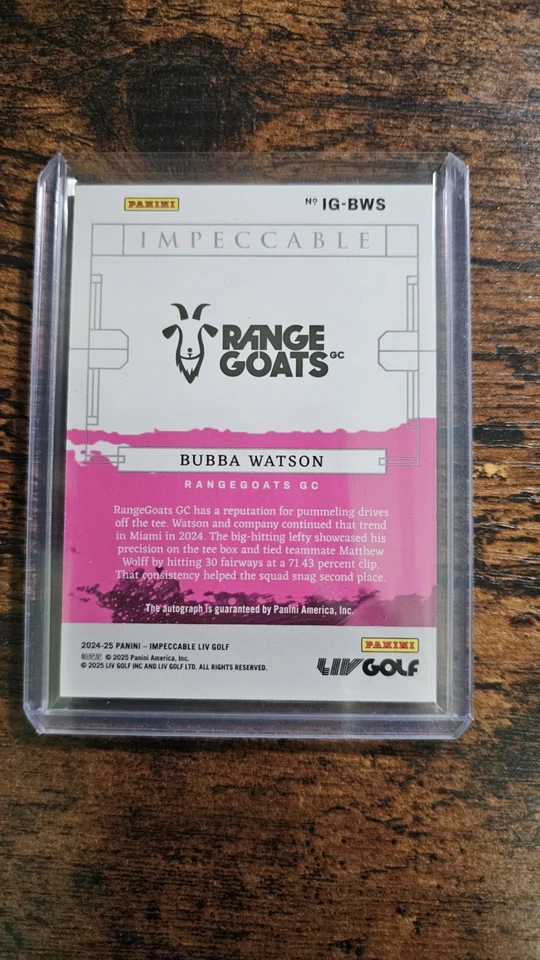 PANINI
Nº IG-BWS
IMPECCABLE
RANGE
GOATS GC
BUBBA WATSON
RANGEGOATS GC
RangeGoats GC has a reputation for pummeling drives
off the tee. Watson and company continued that trend
in Miami in 2024. The big-hitting lefty showcased his
precision on the tee box and tied teammate Matthew
Wolff by hitting 30 fairways at a 71.43 percent clip.
That consistency helped the squad snag second place.
The autograph is guaranteed by Panini America, Inc.
2024-25 PANINI – IMPECCABLE LIV GOLF
帕尼尼 © 2025 Panini America, Inc.
© 2025 LIV GOLF INC AND LIV GOLF LTD. ALL RIGHTS RESERVED.
PANINI
LIV GOLF